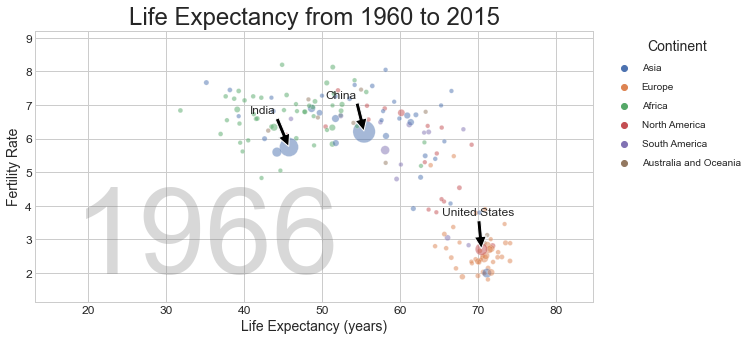 Life Expectancy from 1960 to 2015
Fertility Rate
9
8
7
6
5
4
3
2
India
China
United States
1966
20
30
40
50
60
70
80
Life Expectancy (years)
Continent
Asia
Europe
Africa
North America
South America
Australia and Oceania